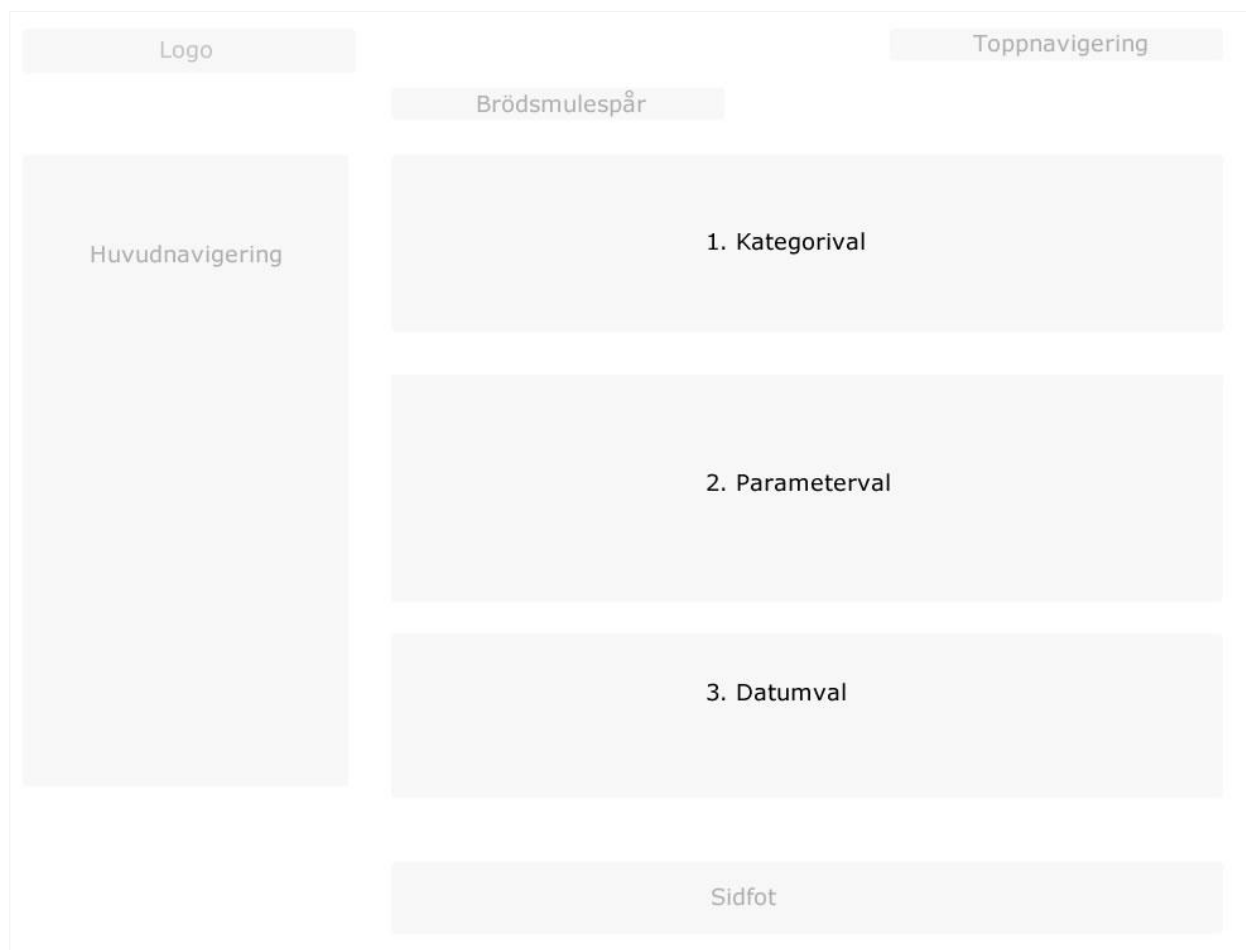 Logo
Toppnavigering
Brödsmulespår
Huvudnavigering
1. Kategorival
2. Parameterval
3. Datumval
Sidfot